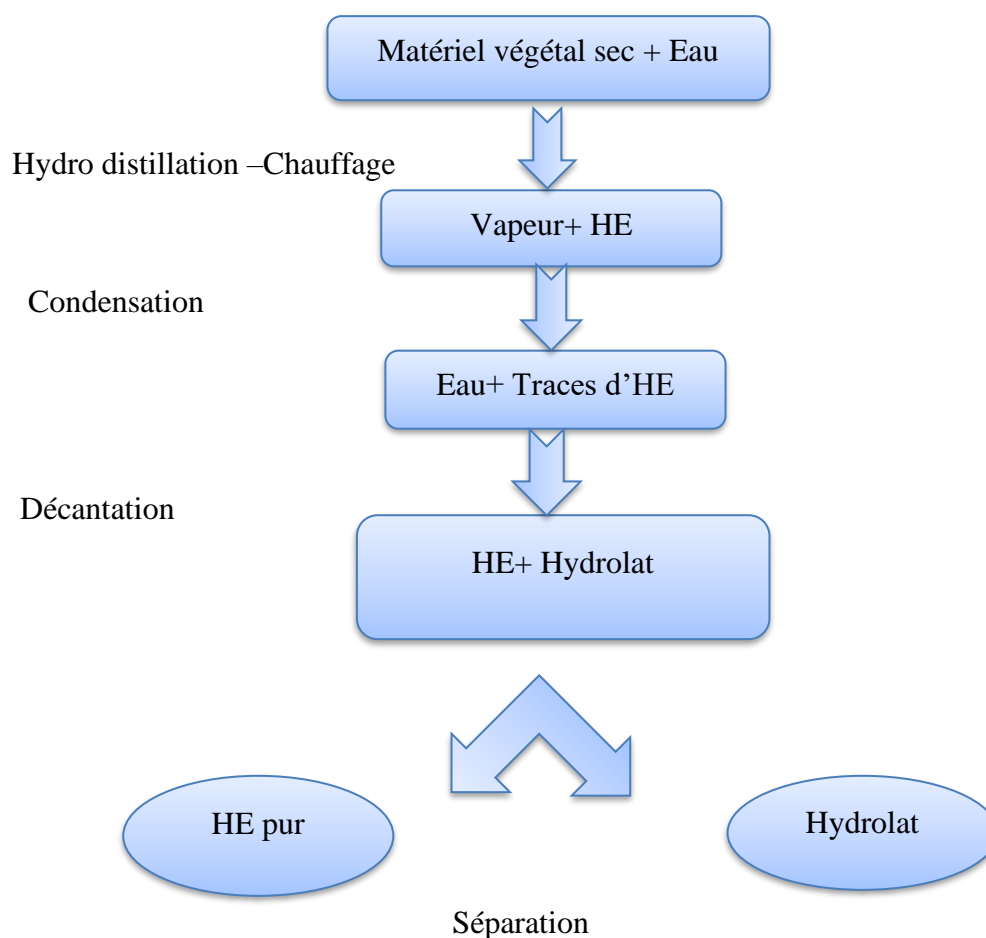 Matériel végétal sec + Eau
Hydro distillation –Chauffage
Vapeur+ HE
Condensation
Eau+ Traces d’HE
Décantation
HE+ Hydrolat
HE pur
Hydrolat
Séparation